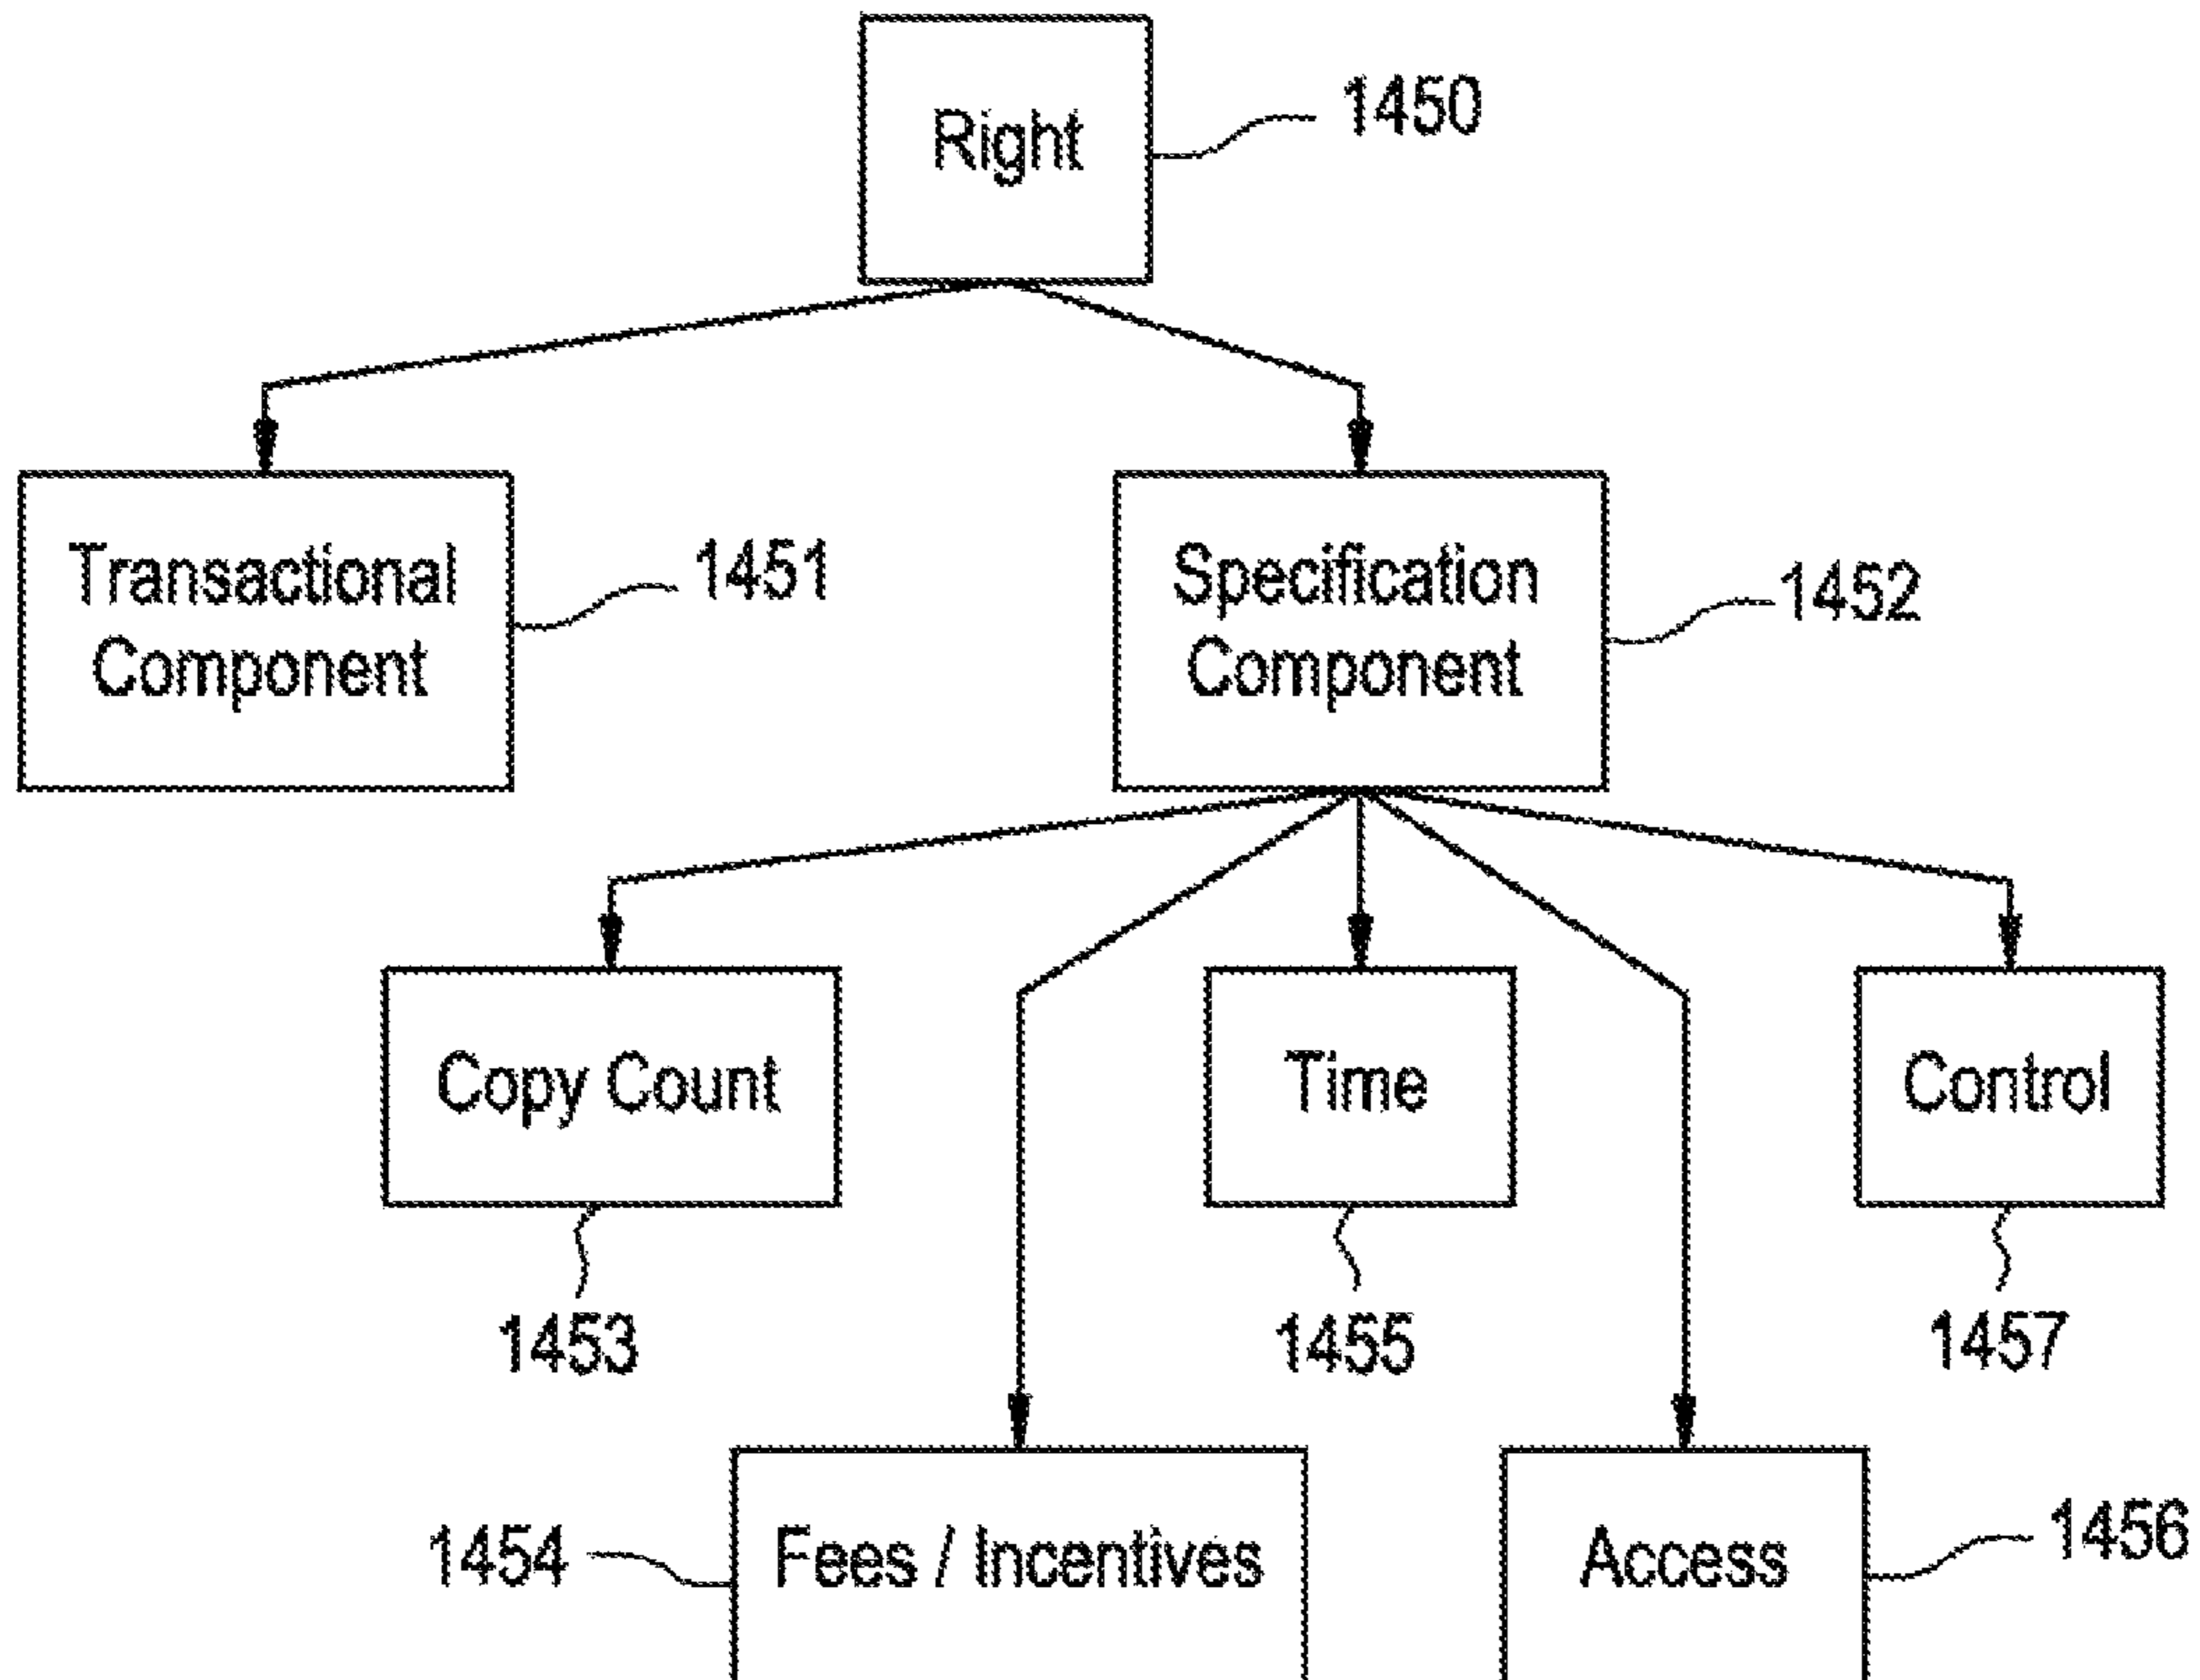 Right
1450
Transactional
Component
1451
Specification
Component
1452
Copy Count
1453
Time
1455
Control
1457
1454
Fees / Incentives
Access
1456